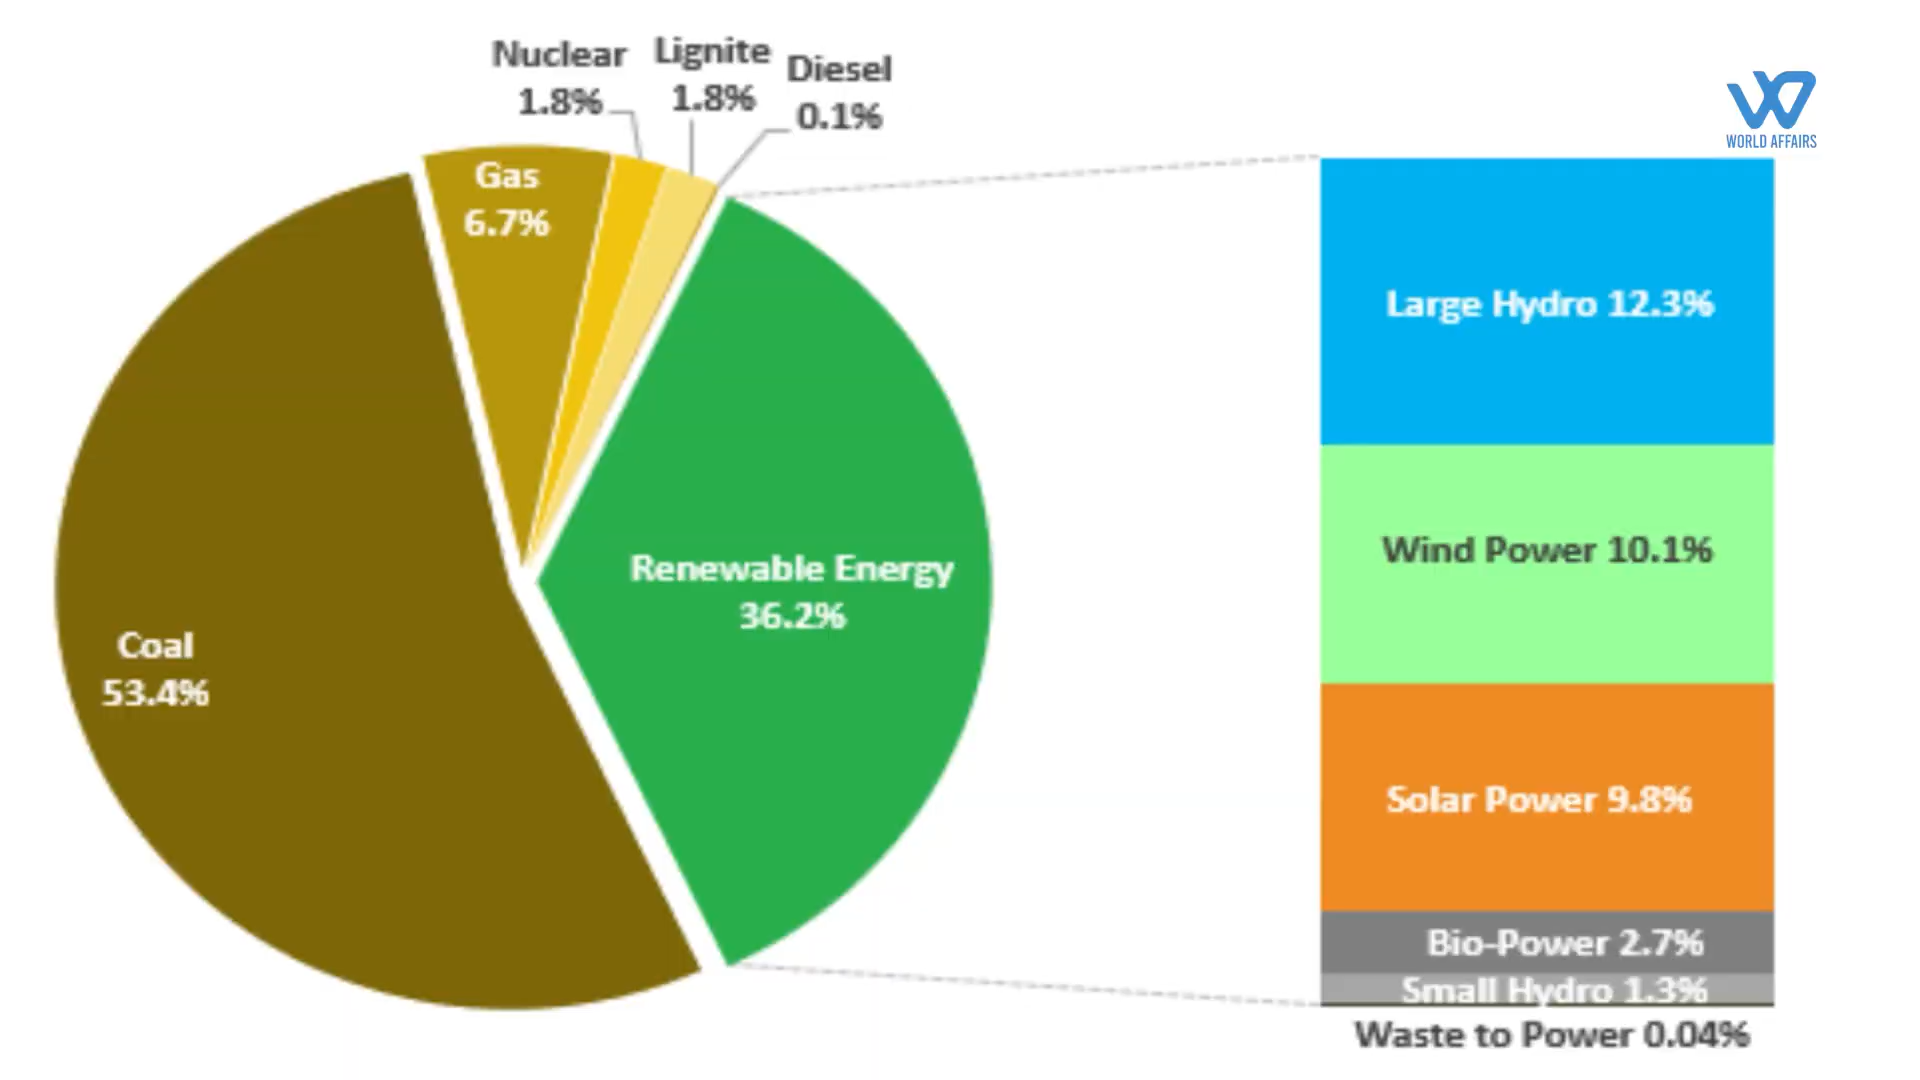 Nuclear
1.8%
Lignite
1.8%
Diesel
0.1%
WORLD AFFAIRS
Gas
6.7%
Renewable Energy
36.2%
Coal
53.4%
Large Hydro 12.3%
Wind Power 10.1%
Solar Power 9.8%
Bio-Power 2.7%
Small Hydro 1.3%
Waste to Power 0.04%